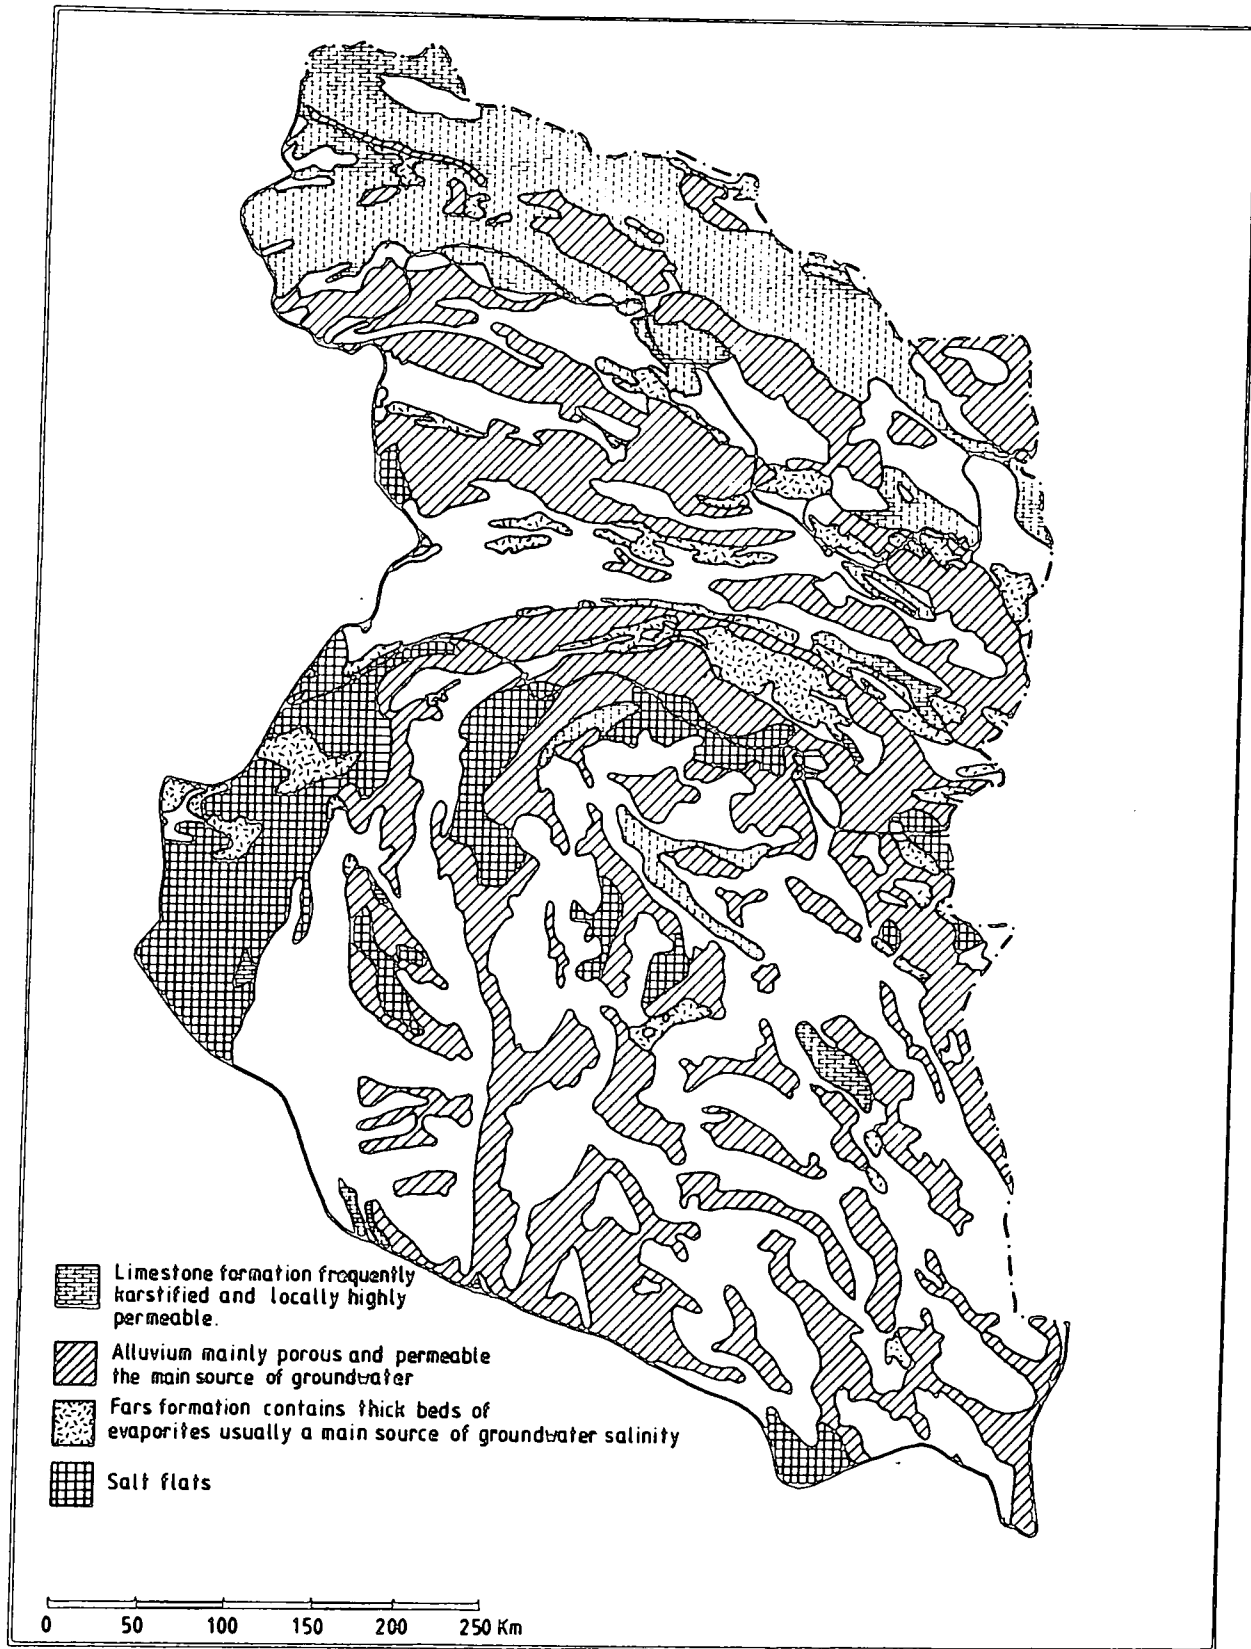 Limestone formation frequently
karstified and locally highly
permeable.
Alluvium mainly porous and permeable
the main source of groundwater
Fars formation contains thick beds of
evaporites usually a main source of groundwater salinity
Salt flats
0 50 100 150 200 250 Km